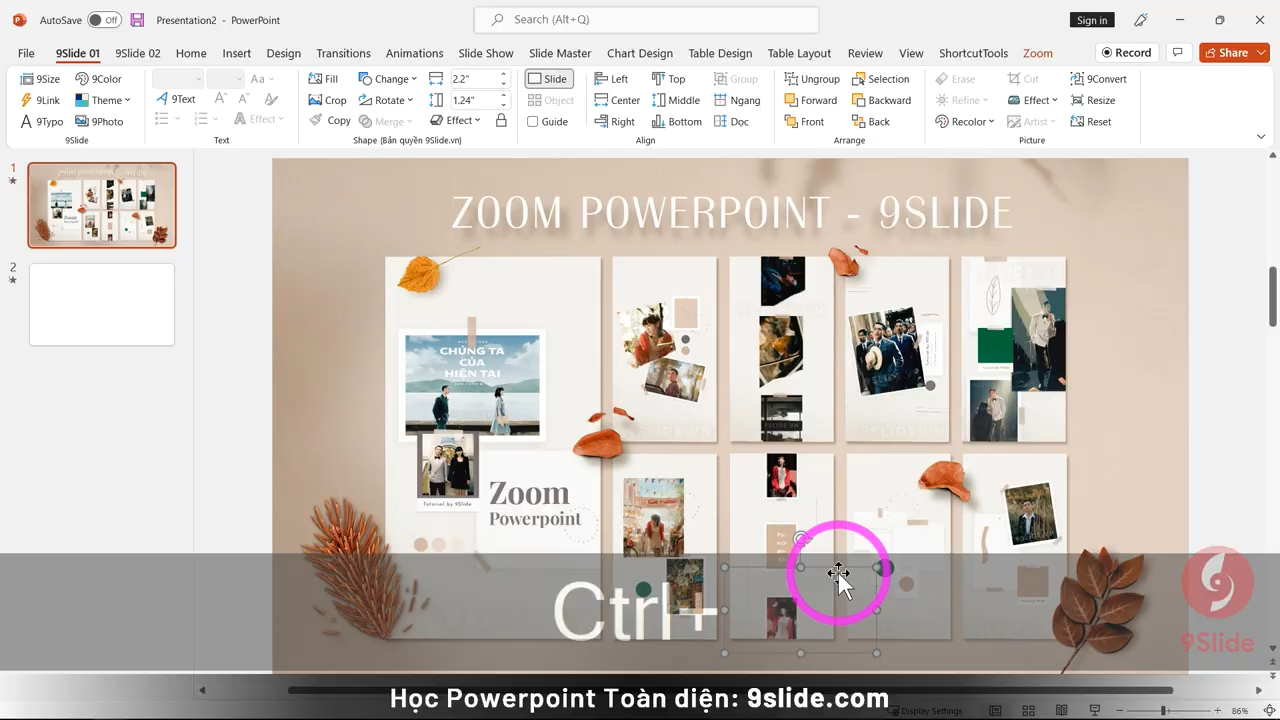 AutoSave Off Presentation2 - PowerPoint Search (Alt+Q) Sign in
File 9Slide 01 9Slide 02 Home Insert Design Transitions Animations Slide Show Slide Master Chart Design Table Design Table Layout Review View ShortcutTools Zoom Record Share
9Size 9Color Aa Fill Change 2.2" Slide Left Top Group Ungroup Selection Erase Cut 9Convert
9Link Theme 9Text Crop Rotate 1.24" Object Center Middle Ngang Forward Backward Refine Effect Resize
9Typo 9Photo Effect Copy Merge Effect Guide Right Bottom Dọc Front Back Recolor Artist Reset
9Slide Text Shape (Bản quyền 9Slide.vn) Align Arrange Picture
1
2
ZOOM POWERPOINT - 9SLIDE
CHÚNG TA
CỦA
HIỆN TẠI
Tutorial by 9Slide
Zoom
Powerpoint
Ctrl+
9Slide
Học Powerpoint Toàn diện: 9slide.com
Display Settings 86%